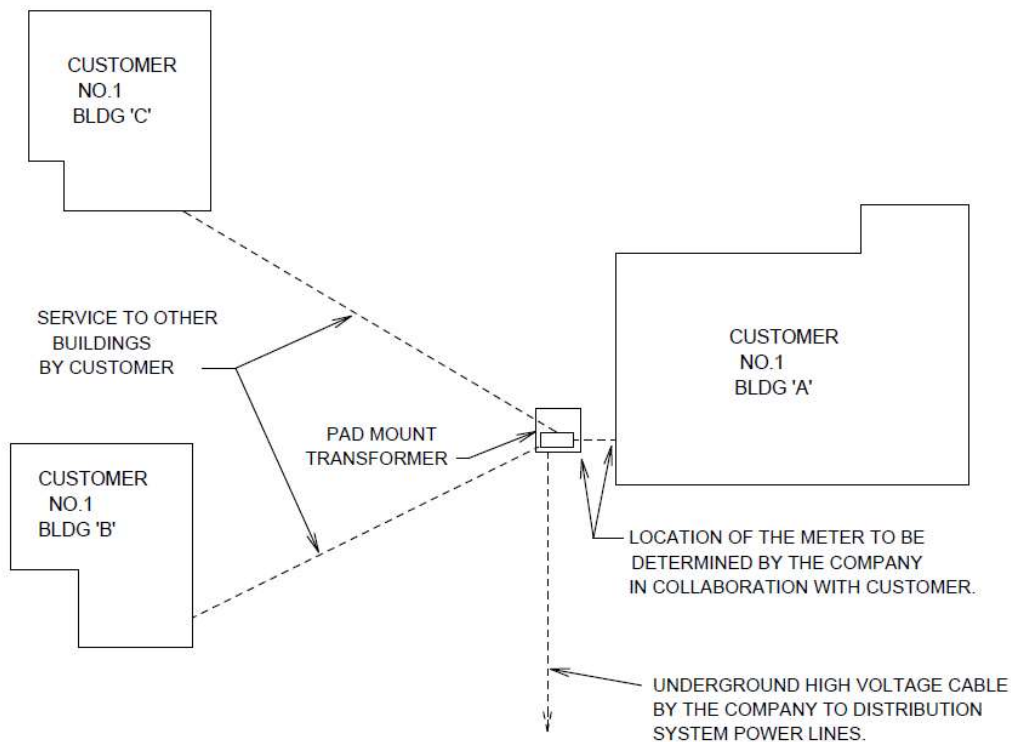 CUSTOMER
NO.1
BLDG 'C'
SERVICE TO OTHER
BUILDINGS
BY CUSTOMER
CUSTOMER
NO.1
BLDG 'A'
PAD MOUNT
TRANSFORMER
CUSTOMER
NO.1
BLDG 'B'
LOCATION OF THE METER TO BE
DETERMINED BY THE COMPANY
IN COLLABORATION WITH CUSTOMER.
UNDERGROUND HIGH VOLTAGE CABLE
BY THE COMPANY TO DISTRIBUTION
SYSTEM POWER LINES.